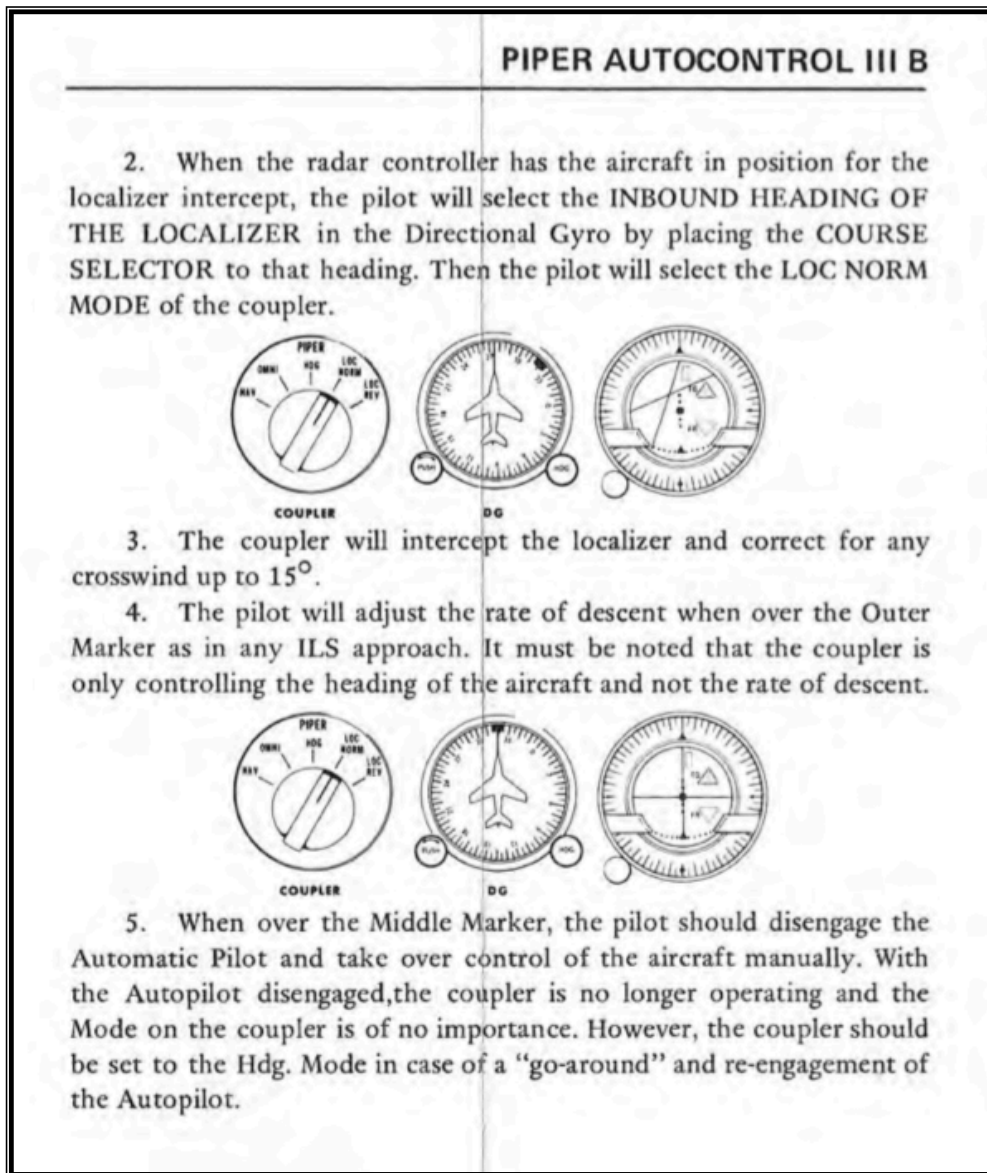 PIPER AUTOCONTROL III B
2. When the radar controller has the aircraft in position for the
localizer intercept, the pilot will select the INBOUND HEADING OF
THE LOCALIZER in the Directional Gyro by placing the COURSE
SELECTOR to that heading. Then the pilot will select the LOC NORM
MODE of the coupler.
PIPER
NAV OMNI HDG LOC NORM LOC REV
PUSH HDG
COUPLER DG
3. The coupler will intercept the localizer and correct for any
crosswind up to 15°.
4. The pilot will adjust the rate of descent when over the Outer
Marker as in any ILS approach. It must be noted that the coupler is
only controlling the heading of the aircraft and not the rate of descent.
PIPER
NAV OMNI HDG LOC NORM LOC REV
PUSH HDG
COUPLER DG
5. When over the Middle Marker, the pilot should disengage the
Automatic Pilot and take over control of the aircraft manually. With
the Autopilot disengaged,the coupler is no longer operating and the
Mode on the coupler is of no importance. However, the coupler should
be set to the Hdg. Mode in case of a “go-around” and re-engagement of
the Autopilot.